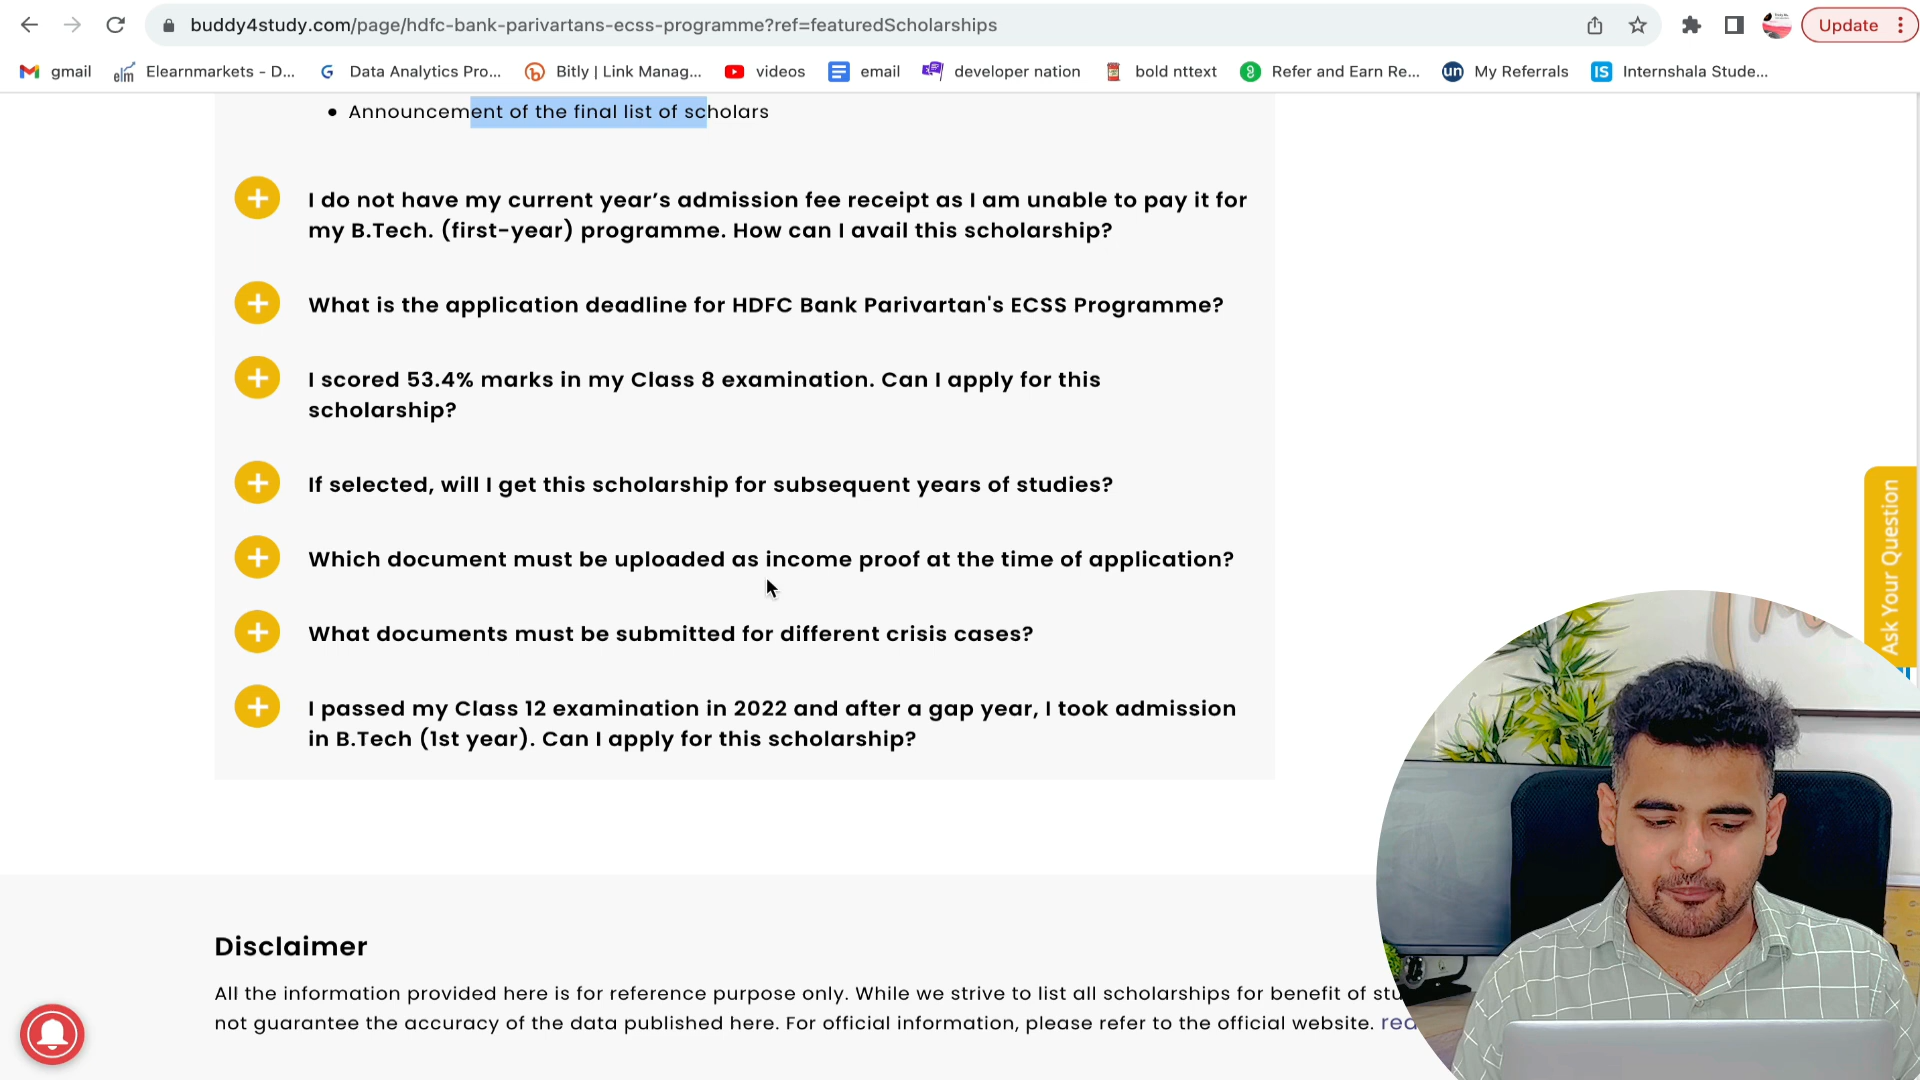 buddy4study.com/page/hdfc-bank-parivartans-ecss-programme?ref=featuredScholarships
Update
gmail
elm Elearnmarkets - D...
G Data Analytics Pro...
Bitly | Link Manag...
videos
email
developer nation
bold nttext
Refer and Earn Re...
un My Referrals
IS Internshala Stude...
• Announcement of the final list of scholars
I do not have my current year’s admission fee receipt as I am unable to pay it for
my B.Tech. (first-year) programme. How can I avail this scholarship?
What is the application deadline for HDFC Bank Parivartan's ECSS Programme?
I scored 53.4% marks in my Class 8 examination. Can I apply for this
scholarship?
If selected, will I get this scholarship for subsequent years of studies?
Which document must be uploaded as income proof at the time of application?
What documents must be submitted for different crisis cases?
I passed my Class 12 examination in 2022 and after a gap year, I took admission
in B.Tech (1st year). Can I apply for this scholarship?
Ask Your Question
Disclaimer
All the information provided here is for reference purpose only. While we strive to list all scholarships for benefit of stu
not guarantee the accuracy of the data published here. For official information, please refer to the official website. rea